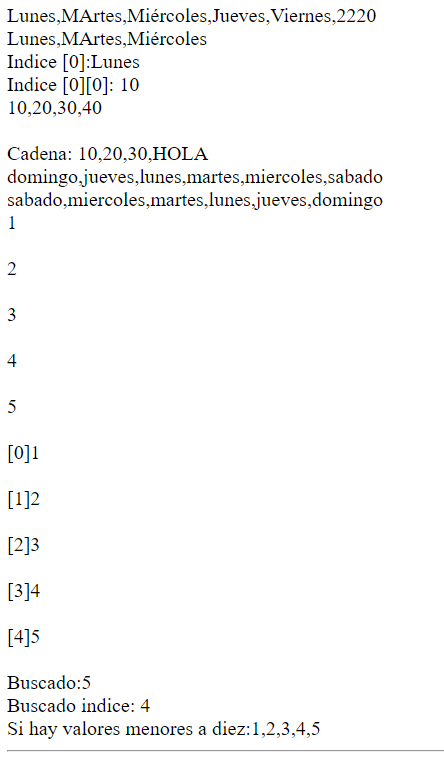 Lunes,MArtes,Miércoles,Jueves,Viernes,2220
Lunes,MArtes,Miércoles
Indice [0]:Lunes
Indice [0][0]: 10
10,20,30,40
Cadena: 10,20,30,HOLA
domingo,jueves,lunes,martes,miercoles,sabado
sabado,miercoles,martes,lunes,jueves,domingo
1
2
3
4
5
[0]1
[1]2
[2]3
[3]4
[4]5
Buscado:5
Buscado indice: 4
Si hay valores menores a diez:1,2,3,4,5